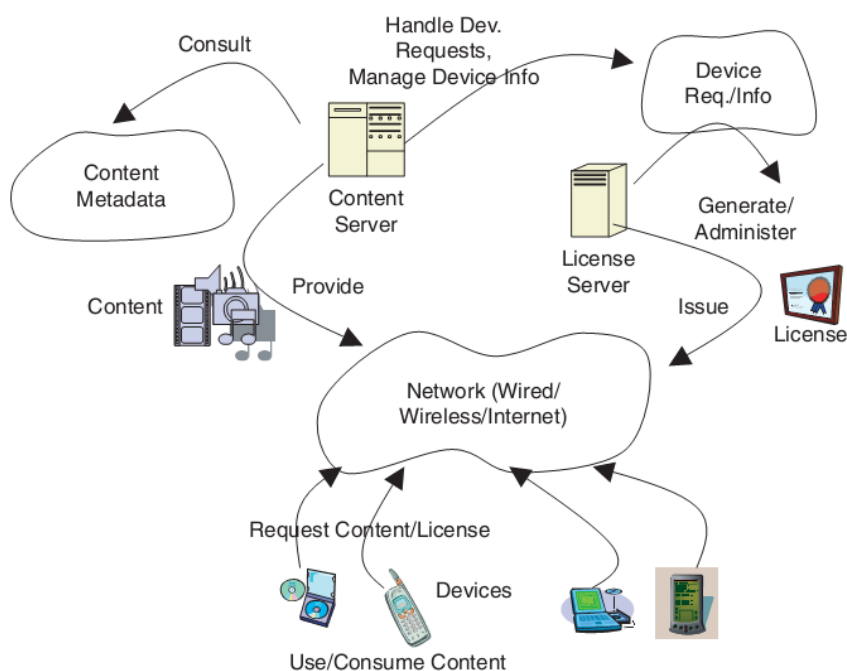 Consult
Handle Dev.
Requests,
Manage Device Info
Device
Req./Info
Content
Metadata
Content
Server
Generate/
Administer
License
Server
Content
Provide
Issue
License
Network (Wired/
Wireless/Internet)
Request Content/License
Devices
Use/Consume Content